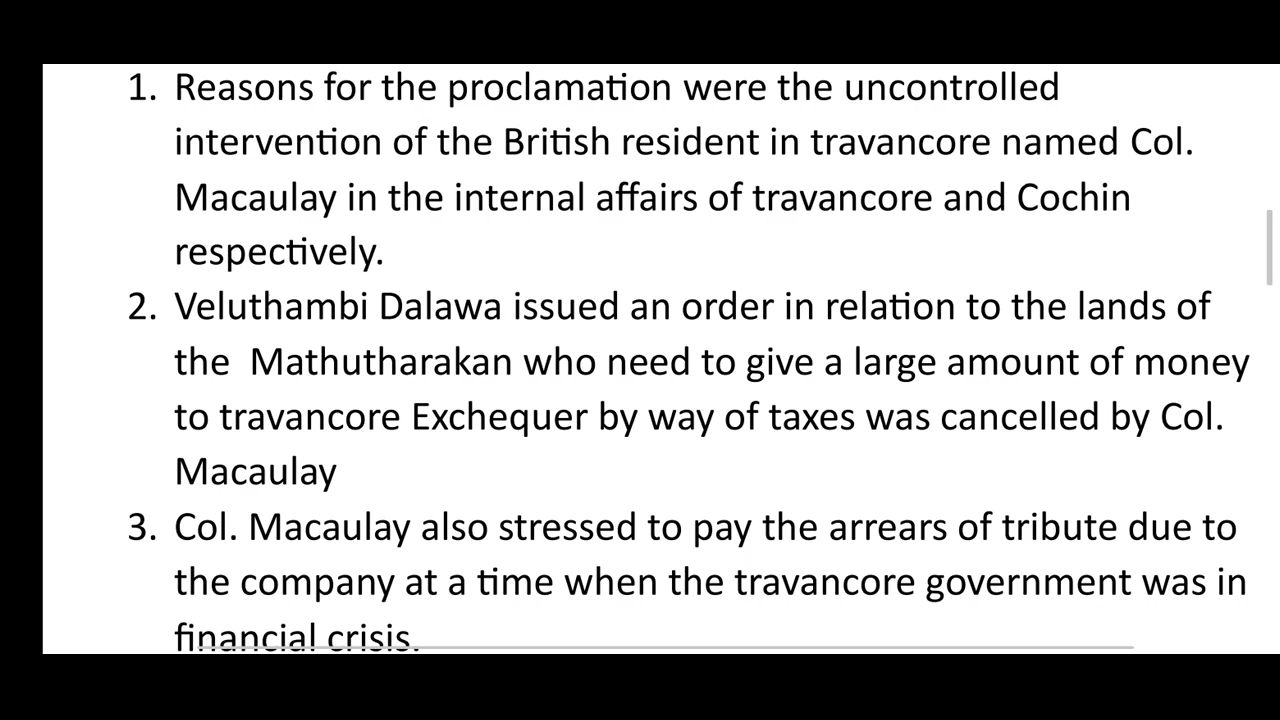 1. Reasons for the proclamation were the uncontrolled
intervention of the British resident in travancore named Col.
Macaulay in the internal affairs of travancore and Cochin
respectively.
2. Veluthambi Dalawa issued an order in relation to the lands of
the  Mathutharakan who need to give a large amount of money
to travancore Exchequer by way of taxes was cancelled by Col.
Macaulay
3. Col. Macaulay also stressed to pay the arrears of tribute due to
the company at a time when the travancore government was in
financial crisis.